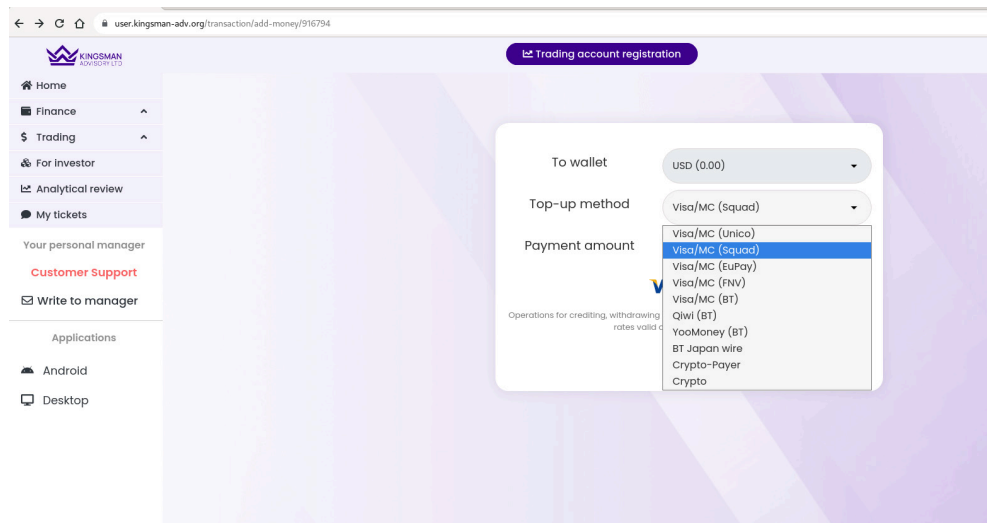 user.kingsman-adv.org/transaction/add-money/916794
KINGSMAN
ADVISORY LTD
Trading account registration
Home
Finance
Trading
For investor
Analytical review
My tickets
Your personal manager
Customer Support
Write to manager
Applications
Android
Desktop
To wallet
USD (0.00)
Top-up method
Visa/MC (Squad)
Payment amount
Visa/MC (Unico)
Visa/MC (Squad)
Visa/MC (EuPay)
Visa/MC (FNV)
Visa/MC (BT)
Qiwi (BT)
YooMoney (BT)
BT Japan wire
Crypto-Payer
Crypto
Operations for crediting, withdrawing
rates valid